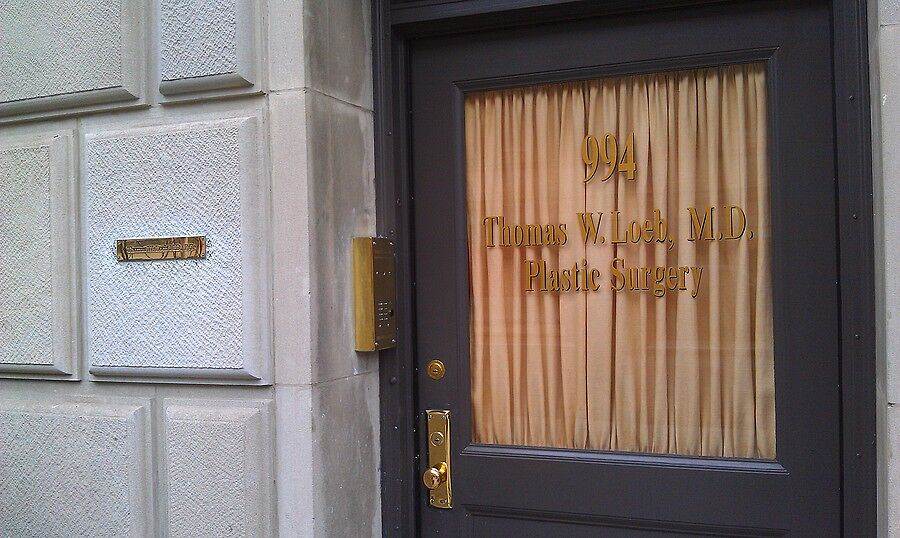 994
Thomas W. Loeb, M.D.
Plastic Surgery